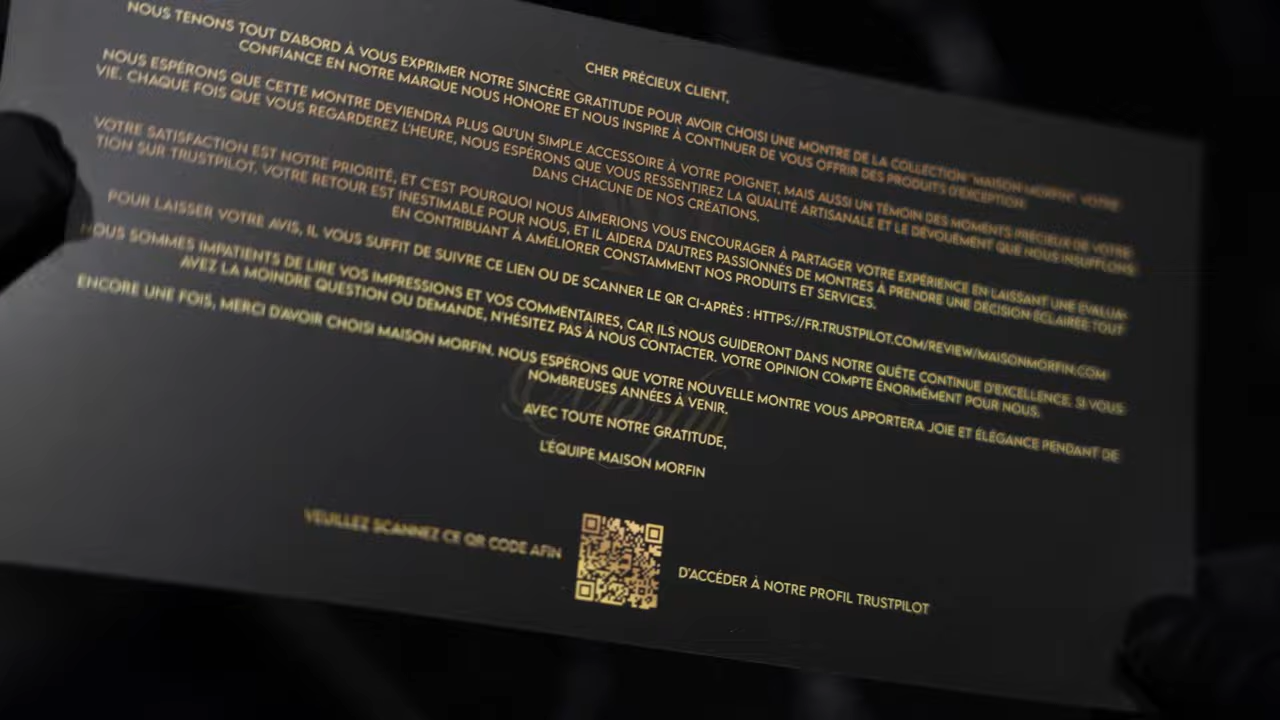 CHER PRÉCIEUX CLIENT,
NOUS TENONS TOUT D'ABORD À VOUS EXPRIMER NOTRE SINCÈRE GRATITUDE POUR AVOIR CHOISI UNE MONTRE DE LA COLLECTION "MAISON MORFIN". VOTRE
CONFIANCE EN NOTRE MARQUE NOUS HONORE ET NOUS INSPIRE À CONTINUER DE VOUS OFFRIR DES PRODUITS D'EXCEPTION
NOUS ESPÉRONS QUE CETTE MONTRE DEVIENDRA PLUS QU'UN SIMPLE ACCESSOIRE À VOTRE POIGNET, MAIS AUSSI UN TÉMOIN DES MOMENTS PRÉCIEUX DE VOTRE
VIE. CHAQUE FOIS QUE VOUS REGARDEREZ L'HEURE, NOUS ESPÉRONS QUE VOUS RESSENTIREZ LA QUALITÉ ARTISANALE ET LE DÉVOUEMENT QUE NOUS INSUFFLONS
DANS CHACUNE DE NOS CRÉATIONS.
VOTRE SATISFACTION EST NOTRE PRIORITÉ, ET C'EST POURQUOI NOUS AIMERIONS VOUS ENCOURAGER À PARTAGER VOTRE EXPÉRIENCE EN LAISSANT UNE ÉVALUA-
TION SUR TRUSTPILOT, VOTRE RETOUR EST INESTIMABLE POUR NOUS, ET IL AIDERA D'AUTRES PASSIONNÉS DE MONTRES À PRENDRE UNE DÉCISION ÉCLAIRÉE TOUT
EN CONTRIBUANT À AMÉLIORER CONSTAMMENT NOS PRODUITS ET SERVICES.
POUR LAISSER VOTRE AVIS, IL VOUS SUFFIT DE SUIVRE CE LIEN OU DE SCANNER LE QR CI-APRÈS : HTTPS://FR.TRUSTPILOT.COM/REVIEW/MAISONMORFIN.COM
NOUS SOMMES IMPATIENTS DE LIRE VOS IMPRESSIONS ET VOS COMMENTAIRES, CAR ILS NOUS GUIDERONT DANS NOTRE QUÊTE CONTINUE D'EXCELLENCE. SI VOUS
AVEZ LA MOINDRE QUESTION OU DEMANDE, N'HÉSITEZ PAS À NOUS CONTACTER, VOTRE OPINION COMPTE ÉNORMÉMENT POUR NOUS.
ENCORE UNE FOIS, MERCI D'AVOIR CHOISI MAISON MORFIN. NOUS ESPÉRONS QUE VOTRE NOUVELLE MONTRE VOUS APPORTERA JOIE ET ÉLÉGANCE PENDANT DE
NOMBREUSES ANNÉES À VENIR.
AVEC TOUTE NOTRE GRATITUDE,
L'ÉQUIPE MAISON MORFIN
Morfin
VEUILLEZ SCANNEZ CE QR CODE AFIN
D'ACCÉDER À NOTRE PROFIL TRUSTPILOT